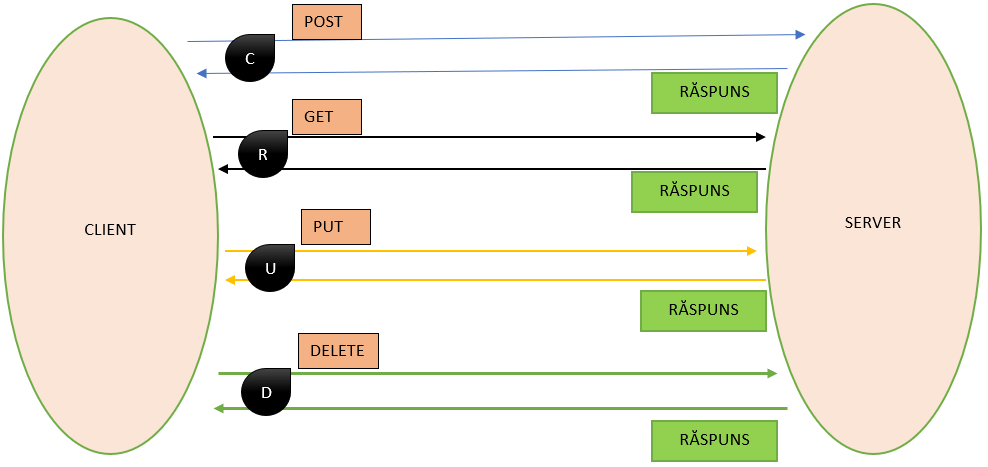 POST
C
RĂSPUNS
GET
R
RĂSPUNS
CLIENT
SERVER
PUT
U
RĂSPUNS
DELETE
D
RĂSPUNS